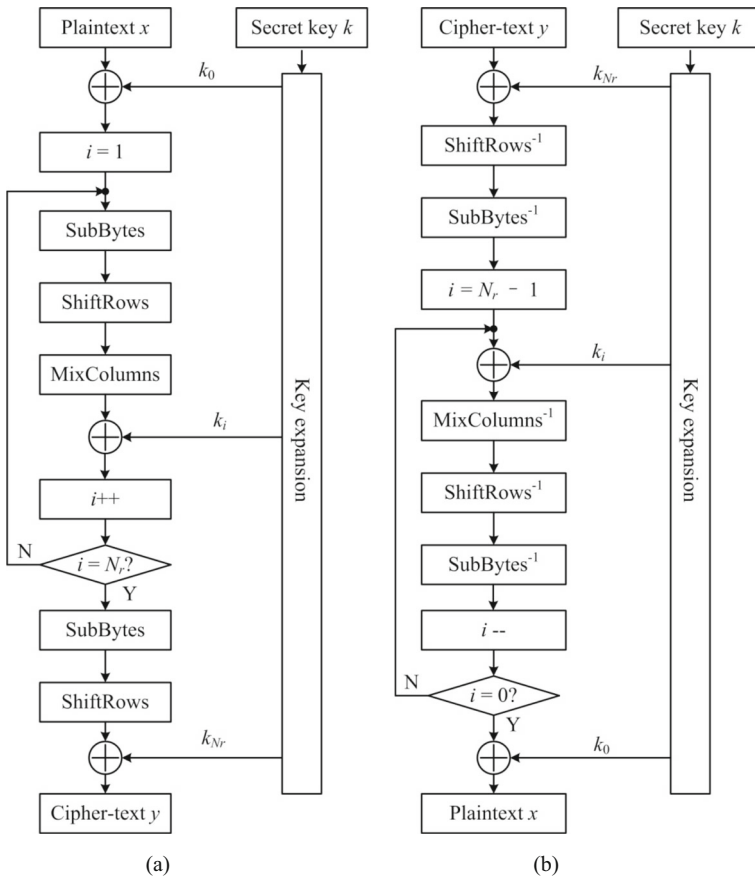 Plaintext x
Secret key k
k0
i = 1
SubBytes
ShiftRows
MixColumns
ki
i++
N
i = Nr?
Y
SubBytes
ShiftRows
kNr
Cipher-text y
Key expansion
(a)
Cipher-text y
Secret key k
kNr
ShiftRows-1
SubBytes-1
i = Nr - 1
ki
MixColumns-1
ShiftRows-1
SubBytes-1
i --
N
i = 0?
Y
k0
Plaintext x
Key expansion
(b)